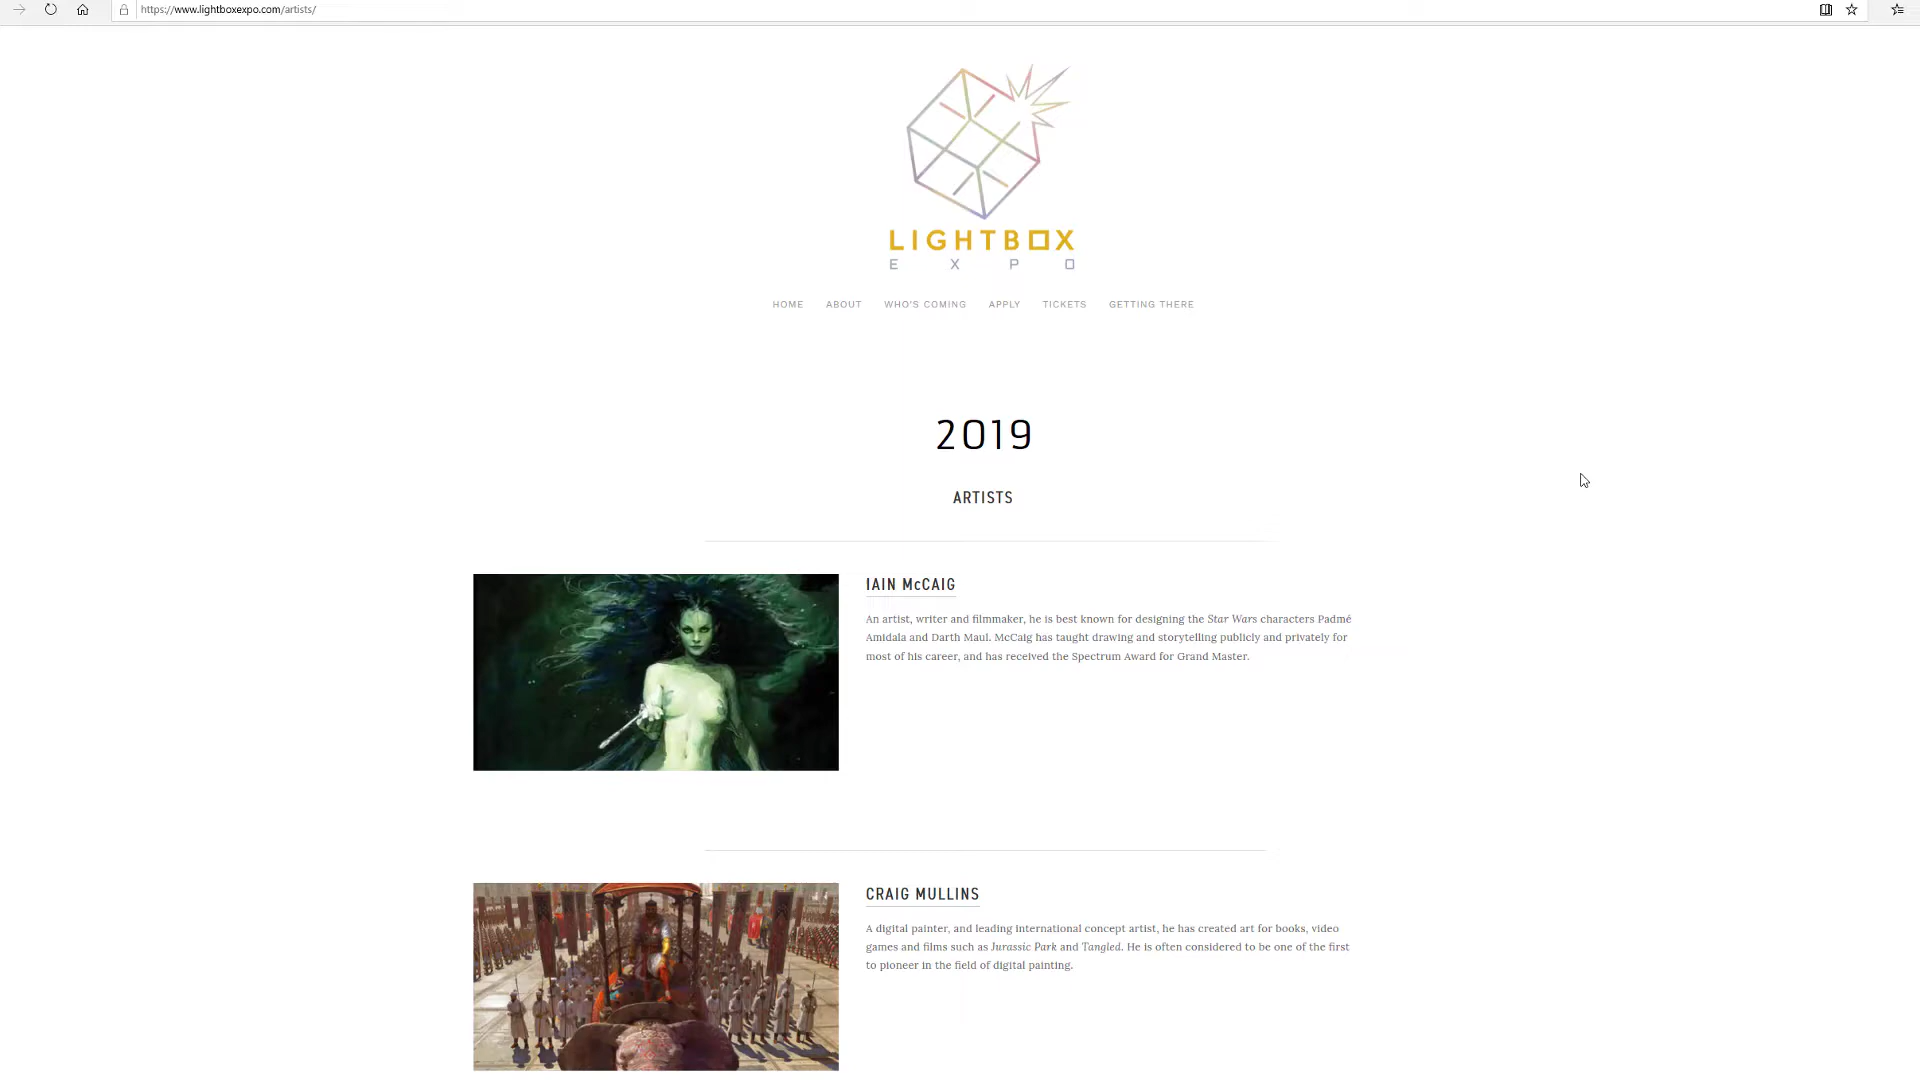 https://www.lightboxexpo.com/artists/
LIGHTBOX
EXPO
HOME ABOUT WHO'S COMING APPLY TICKETS GETTING THERE
2019
ARTISTS
IAIN McCAIG
An artist, writer and filmmaker, he is best known for designing the Star Wars characters Padmé
Amidala and Darth Maul. McCaig has taught drawing and storytelling publicly and privately for
most of his career, and has received the Spectrum Award for Grand Master.
CRAIG MULLINS
A digital painter, and leading international concept artist, he has created art for books, video
games and films such as Jurassic Park and Tangled. He is often considered to be one of the first
to pioneer in the field of digital painting.